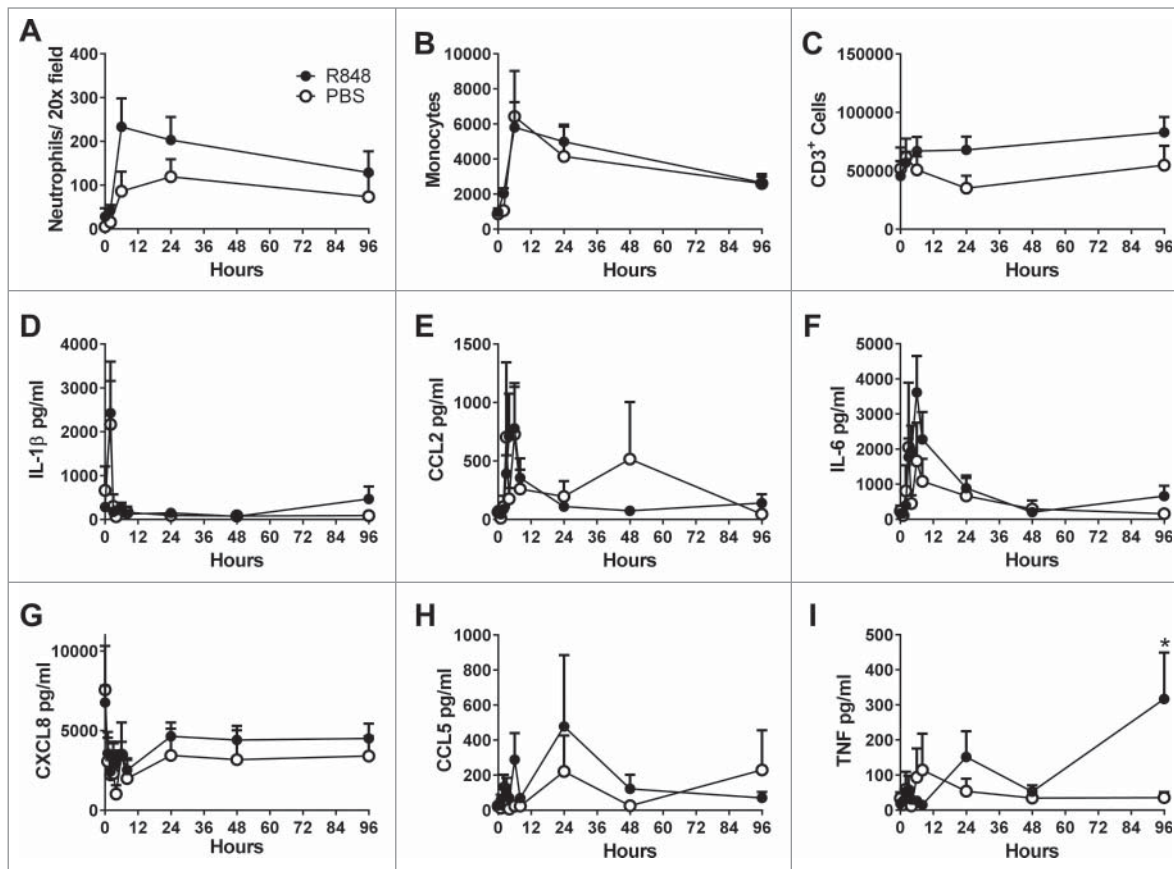 A
Neutrophils/ 20x field
400
300
200
100
0
0 12 24 36 48 60 72 84 96
Hours
R848
PBS
B
Monocytes
10000
8000
6000
4000
2000
0
0 12 24 36 48 60 72 84 96
Hours
C
CD3+ Cells
150000
100000
50000
0
0 12 24 36 48 60 72 84 96
Hours
D
IL-1β pg/ml
4000
3000
2000
1000
0
0 12 24 36 48 60 72 84 96
Hours
E
CCL2 pg/ml
1500
1000
500
0
0 12 24 36 48 60 72 84 96
Hours
F
IL-6 pg/ml
5000
4000
3000
2000
1000
0
0 12 24 36 48 60 72 84 96
Hours
G
CXCL8 pg/ml
10000
5000
0
0 12 24 36 48 60 72 84 96
Hours
H
CCL5 pg/ml
1000
800
600
400
200
0
0 12 24 36 48 60 72 84 96
Hours
I
TNF pg/ml
500
400
300
200
100
0
0 12 24 36 48 60 72 84 96
Hours
*